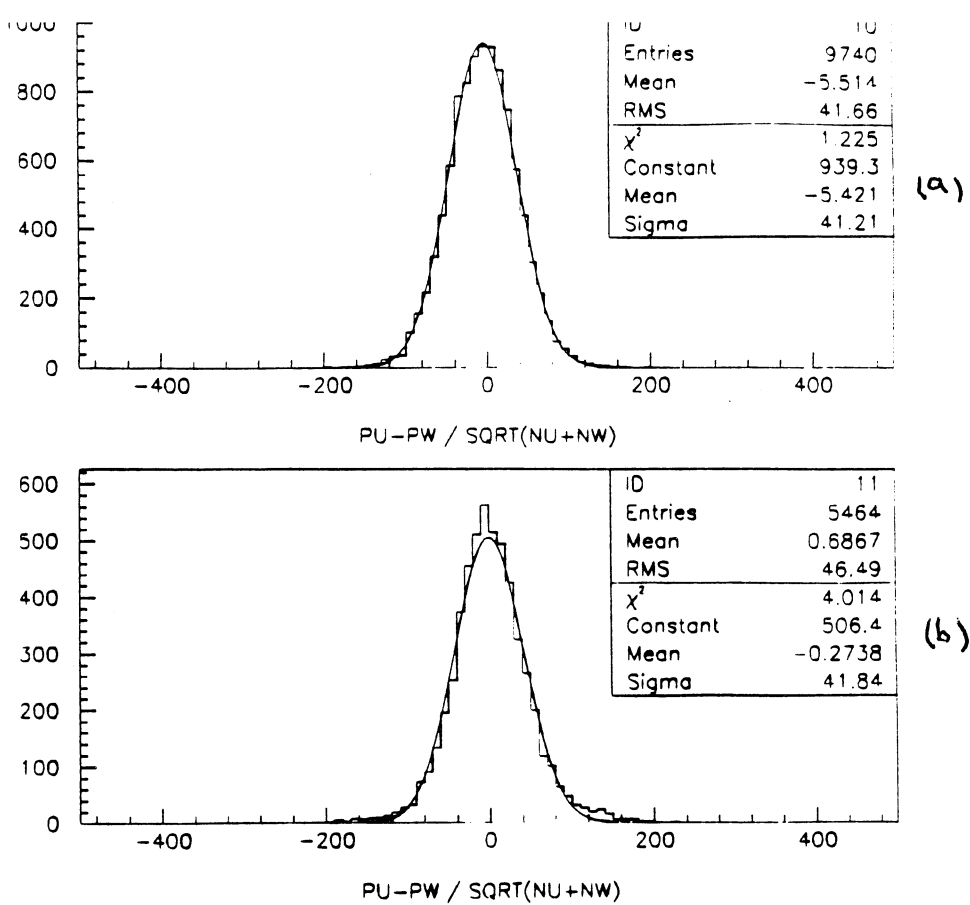 1000
800
600
400
200
0
-400
-200
0
200
400
PU-PW / SQRT(NU+NW)
ID 10
Entries 9740
Mean -5.514
RMS 41.66
χ² 1.225
Constant 939.3
Mean -5.421
Sigma 41.21
(a)
600
500
400
300
200
100
0
-400
-200
0
200
400
PU-PW / SQRT(NU+NW)
ID 11
Entries 5464
Mean 0.6867
RMS 46.49
χ² 4.014
Constant 506.4
Mean -0.2738
Sigma 41.84
(b)